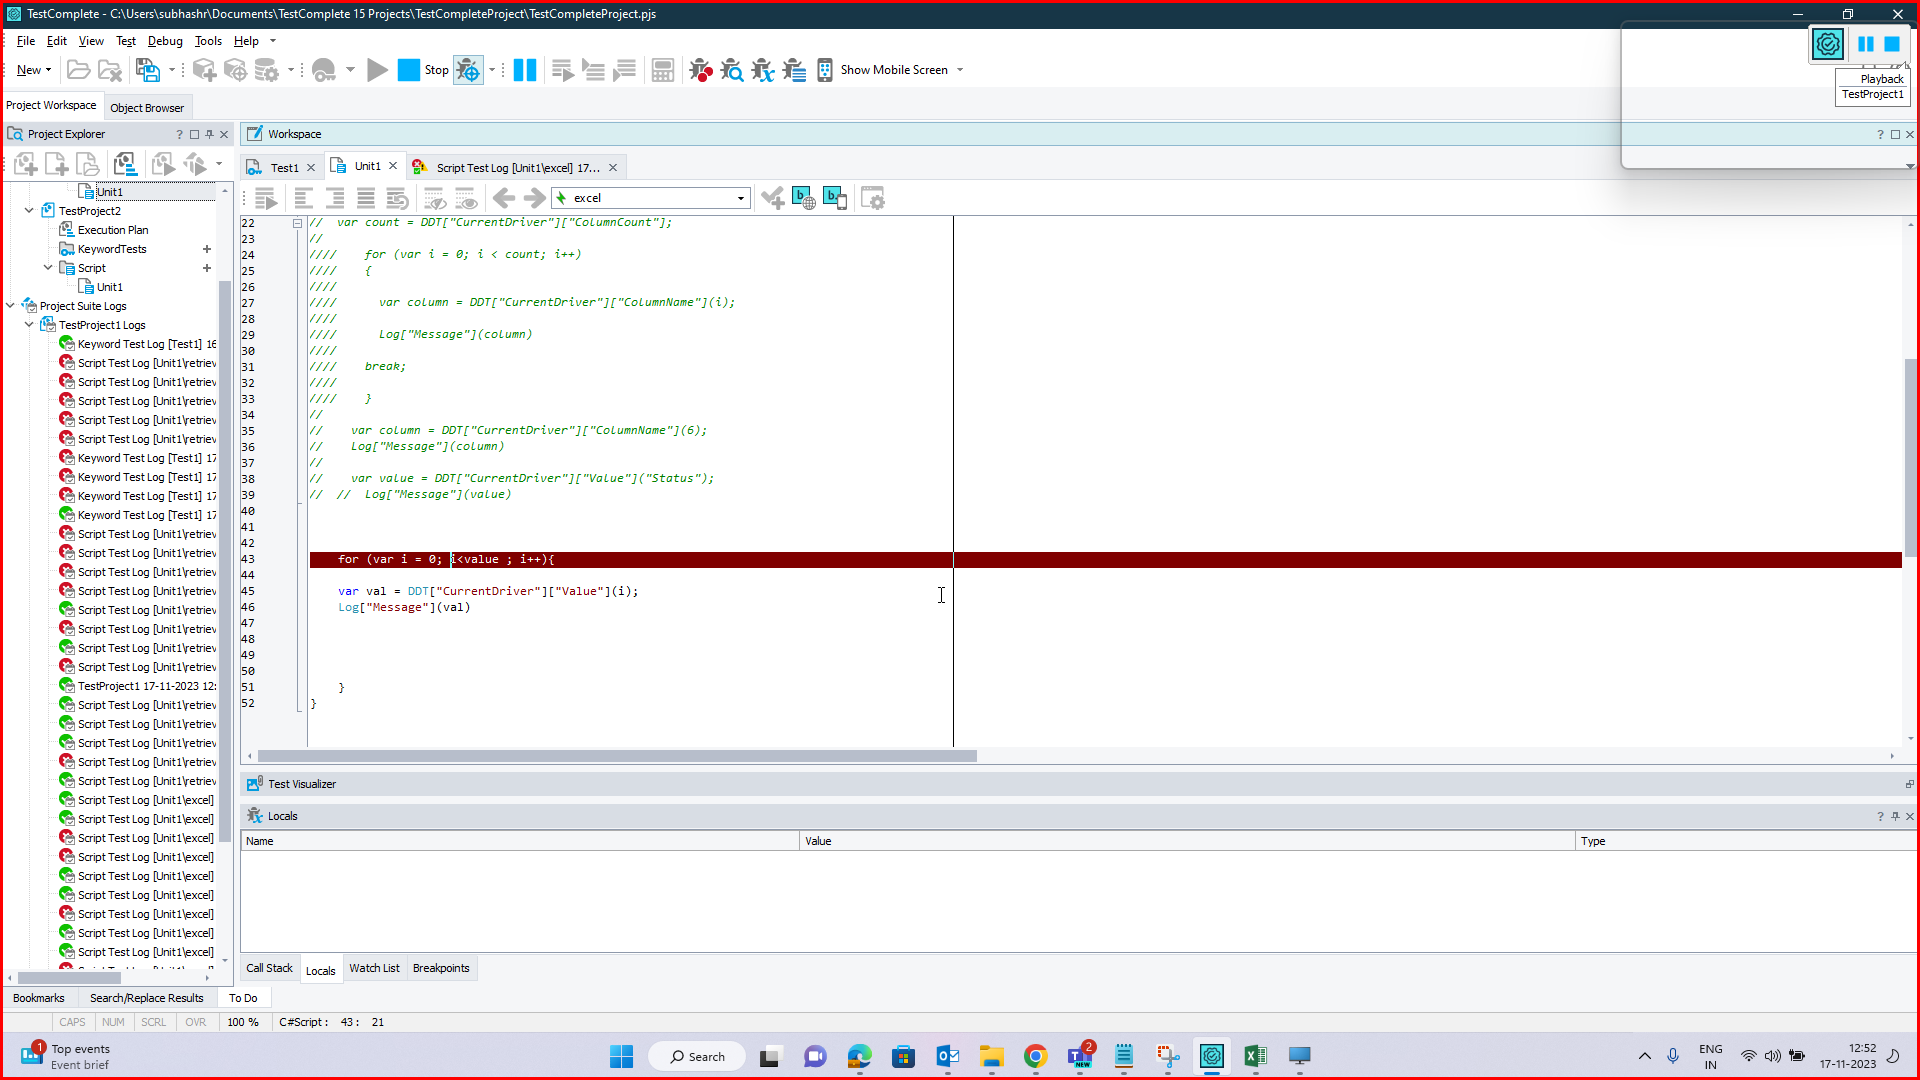 TestComplete - C:\Users\subhashr\Documents\TestComplete 15 Projects\TestCompleteProject\TestCompleteProject.pjs
File Edit View Test Debug Tools Help
New Stop Show Mobile Screen
Playback
TestProject1
Project Workspace Object Browser
Project Explorer
Workspace
Test1 Unit1 Script Test Log [Unit1\excel] 17...
excel
Unit1
TestProject2
Execution Plan
KeywordTests
Script
Unit1
Project Suite Logs
TestProject1 Logs
Keyword Test Log [Test1] 16
Script Test Log [Unit1\retriev
Script Test Log [Unit1\retriev
Script Test Log [Unit1\retriev
Script Test Log [Unit1\retriev
Script Test Log [Unit1\retriev
Keyword Test Log [Test1] 17
Keyword Test Log [Test1] 17
Keyword Test Log [Test1] 17
Keyword Test Log [Test1] 17
Script Test Log [Unit1\retriev
Script Test Log [Unit1\retriev
Script Test Log [Unit1\retriev
Script Test Log [Unit1\retriev
Script Test Log [Unit1\retriev
Script Test Log [Unit1\retriev
Script Test Log [Unit1\retriev
Script Test Log [Unit1\retriev
TestProject1 17-11-2023 12:
Script Test Log [Unit1\retriev
Script Test Log [Unit1\retriev
Script Test Log [Unit1\retriev
Script Test Log [Unit1\retriev
Script Test Log [Unit1\retriev
Script Test Log [Unit1\excel]
Script Test Log [Unit1\excel]
Script Test Log [Unit1\excel]
Script Test Log [Unit1\excel]
Script Test Log [Unit1\excel]
Script Test Log [Unit1\excel]
Script Test Log [Unit1\excel]
Script Test Log [Unit1\excel]
Script Test Log [Unit1\excel]
22 // var count = DDT["CurrentDriver"]["ColumnCount"];
23 //
24 //// for (var i = 0; i < count; i++)
25 //// {
26 ////
27 //// var column = DDT["CurrentDriver"]["ColumnName"](i);
28 ////
29 //// Log["Message"](column)
30 ////
31 //// break;
32 ////
33 //// }
34 //
35 // var column = DDT["CurrentDriver"]["ColumnName"](6);
36 // Log["Message"](column)
37 //
38 // var value = DDT["CurrentDriver"]["Value"]("Status");
39 // // Log["Message"](value)
40
41
42
43 for (var i = 0; i<value ; i++){
44
45 var val = DDT["CurrentDriver"]["Value"](i);
46 Log["Message"](val)
47
48
49
50
51 }
52 }
Test Visualizer
Locals
Name Value Type
Call Stack Locals Watch List Breakpoints
Bookmarks Search/Replace Results To Do
CAPS NUM SCRL OVR 100 % C#Script : 43 : 21
1 Top events
Event brief
Search
2
NEW
ENG
IN
12:52
17-11-2023